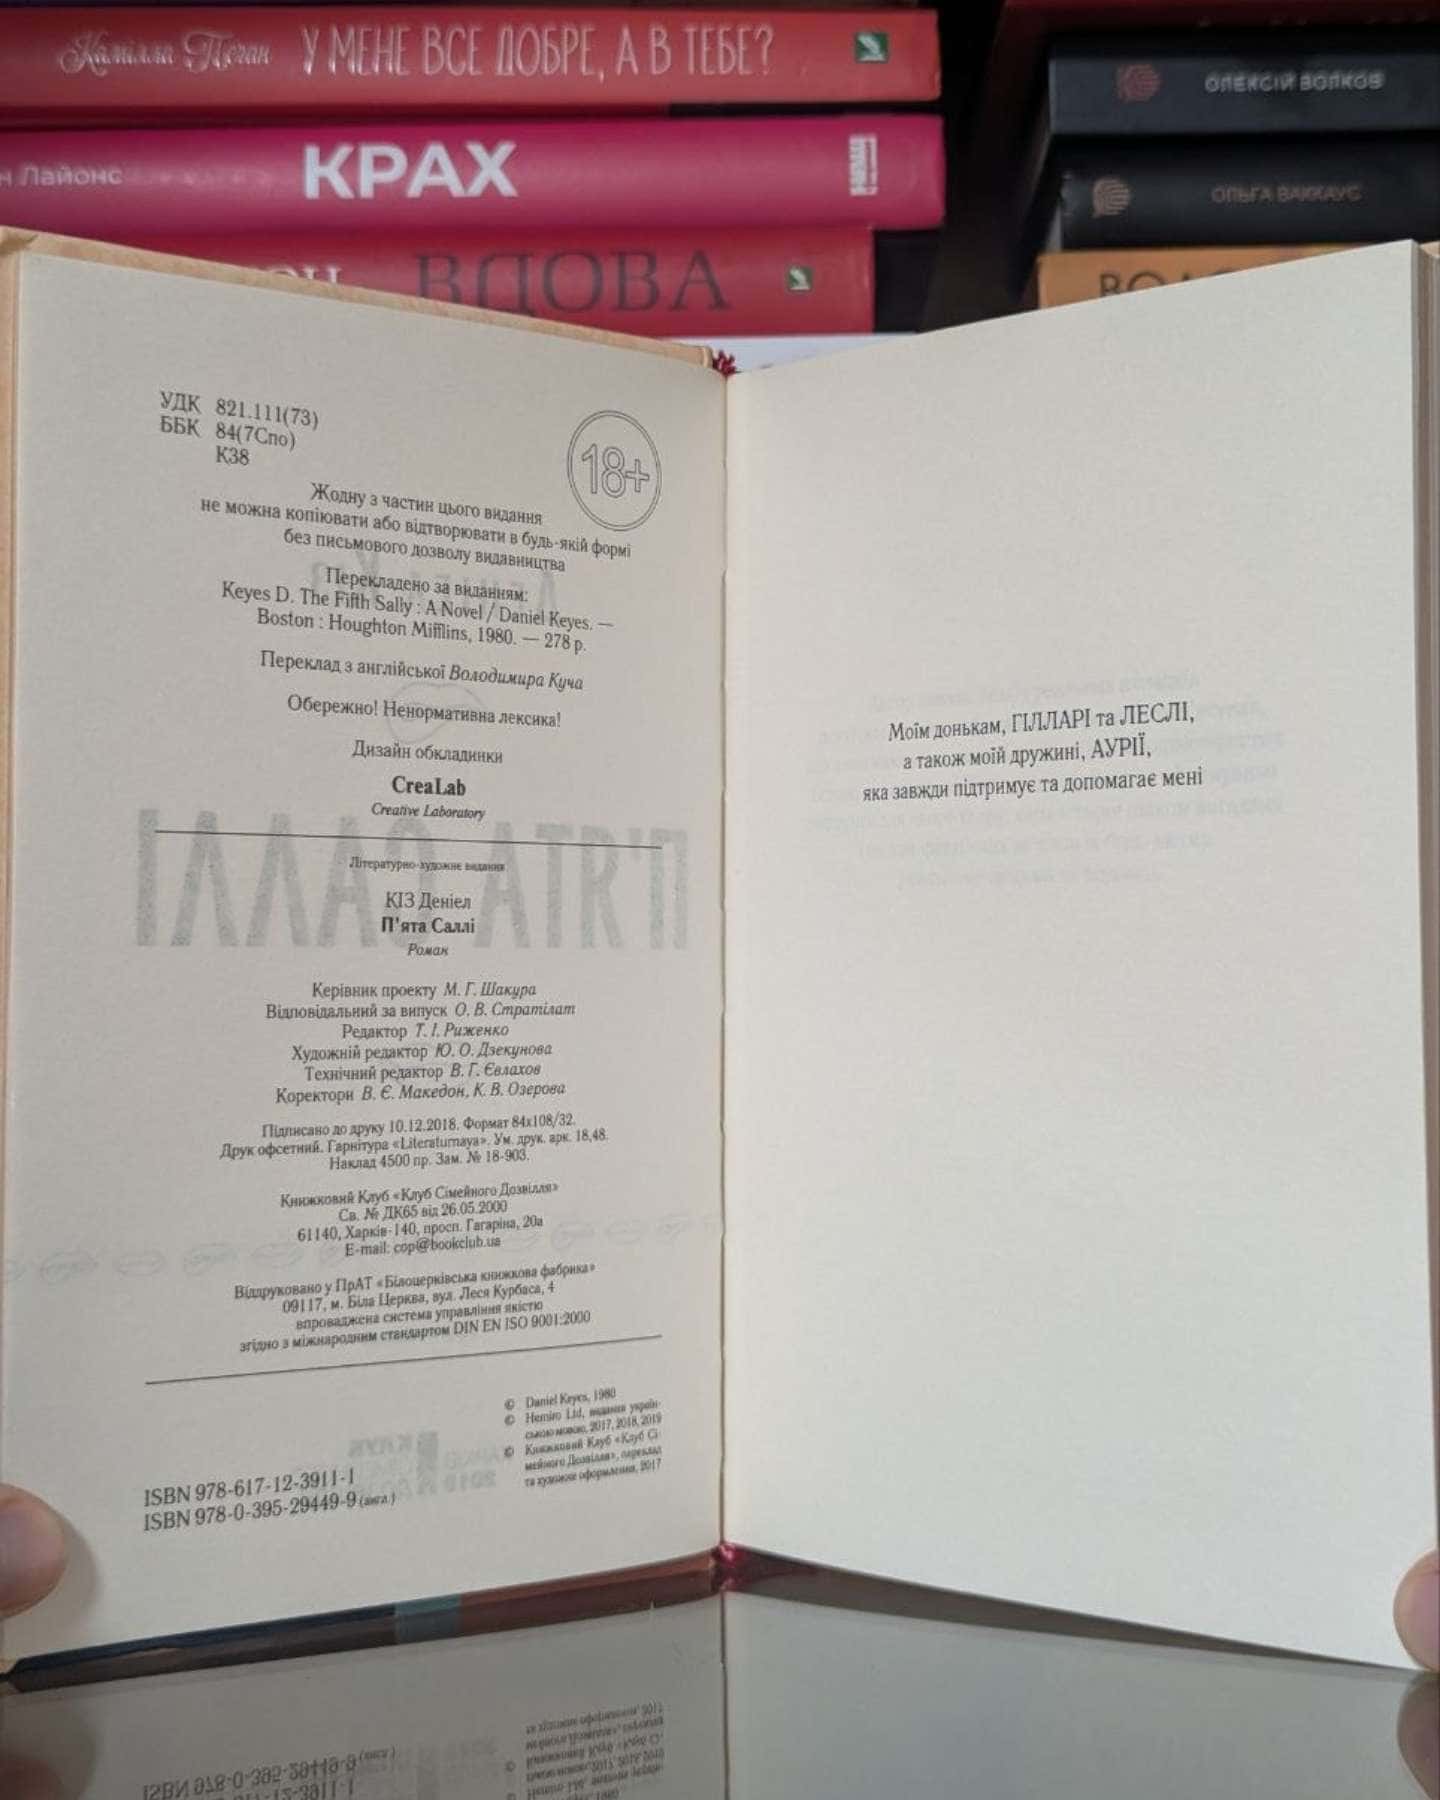 Камілла Пеган У МЕНЕ ВСЕ ДОБРЕ, А В ТЕБЕ?
Лайонс КРАХ
ВДОВА
ОЛЕКСІЙ ВОЛКОВ
ОЛЬГА ВАККАУС
УДК 821.111(73)
ББК 84(7Спо)
К38
18+
Жодну з частин цього видання
не можна копіювати або відтворювати в будь-якій формі
без письмового дозволу видавництва
Перекладено за виданням:
Keyes D. The Fifth Sally : A Novel / Daniel Keyes. —
Boston : Houghton Mifflins, 1980. — 278 p.
Переклад з англійської Володимира Куча
Обережно! Ненормативна лексика!
Дизайн обкладинки
CreaLab
Creative Laboratory
Літературно-художнє видання
КІЗ Деніел
П'ята Саллі
Роман
Керівник проекту М. Г. Шакура
Відповідальний за випуск О. В. Стратілат
Редактор Т. І. Риженко
Художній редактор Ю. О. Дзекунова
Технічний редактор В. Г. Євлахов
Коректори В. Є. Македон, К. В. Озерова
Підписано до друку 10.12.2018. Формат 84x108/32.
Друк офсетний. Гарнітура «Literaturnaya». Ум. друк. арк. 18,48.
Наклад 4500 пр. Зам. № 18-903.
Книжковий Клуб «Клуб Сімейного Дозвілля»
Св. № ДК65 від 26.05.2000
61140, Харків-140, просп. Гагаріна, 20а
E-mail: cop@bookclub.ua
Віддруковано у ПрАТ «Білоцерківська книжкова фабрика»
09117, м. Біла Церква, вул. Леся Курбаса, 4
впроваджена система управління якістю
згідно з міжнародним стандартом DIN EN ISO 9001:2000
© Daniel Keyes, 1980
© Hemiro Ltd, видання україн-
ською мовою, 2017, 2018, 2019
© Книжковий Клуб «Клуб Сі-
мейного Дозвілля», переклад
та художнє оформлення, 2017
ISBN 978-617-12-3911-1
ISBN 978-0-395-29449-9 (англ.)
Моїм донькам, ГІЛЛАРІ та ЛЕСЛІ,
а також моїй дружині, АУРІЇ,
яка завжди підтримує та допомагає мені